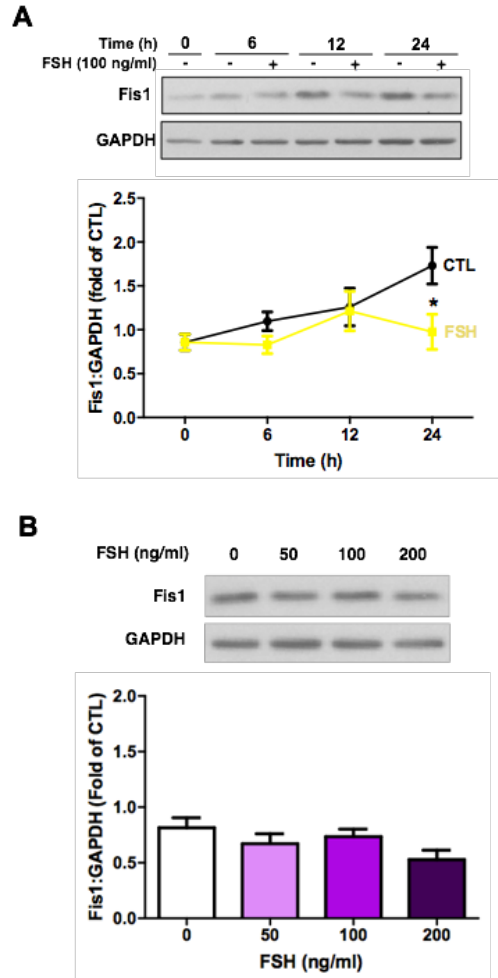 A
Time (h) 0 6 12 24
FSH (100 ng/ml) - - + - + - +
Fis1
GAPDH
2.5
2.0
1.5
1.0
0.5
0.0
Fis1:GAPDH (fold of CTL)
CTL
*
FSH
0 6 12 24
Time (h)
B
FSH (ng/ml) 0 50 100 200
Fis1
GAPDH
2.0
1.5
1.0
0.5
0.0
Fis1:GAPDH (Fold of CTL)
0 50 100 200
FSH (ng/ml)